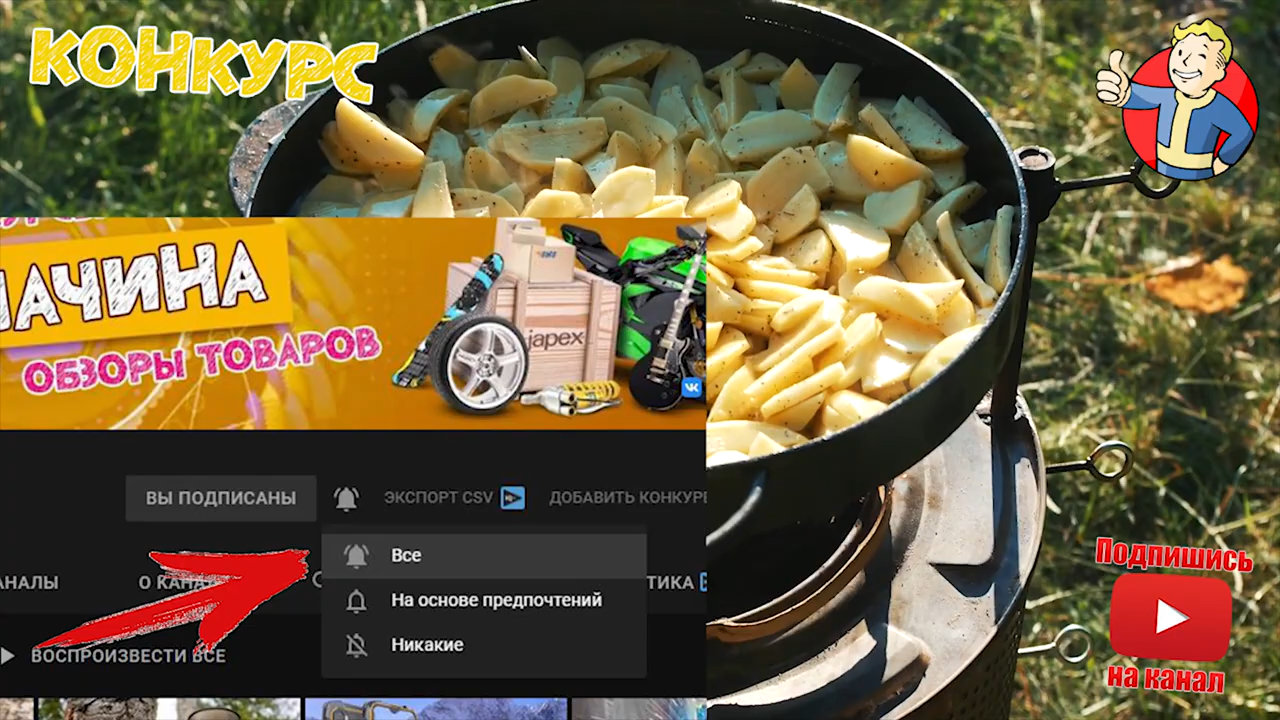 КОНКУРС
АЧИНА
ОБЗОРЫ ТОВАРОВ
japex
ВЫ ПОДПИСАНЫ
ЭКСПОРТ CSV
ДОБАВИТЬ КОНКУРЕ
Все
АНАЛЫ
О КАНА
ТИКА
На основе предпочтений
Никакие
ВОСПРОИЗВЕСТИ ВСЕ
Подпишись
на канал